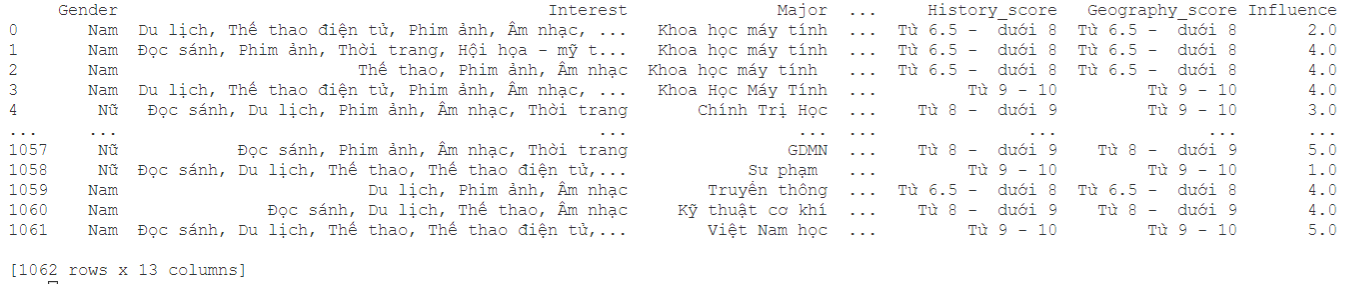 Gender Interest Major ... History_score Geography_score Influence
0 Nam Du lịch, Thể thao điện tử, Phim ảnh, Âm nhạc, ... Khoa học máy tính ... Từ 6.5 - dưới 8 Từ 6.5 - dưới 8 2.0
1 Nam Đọc sánh, Phim ảnh, Thời trang, Hội họa - mỹ t... Khoa học máy tính ... Từ 6.5 - dưới 8 Từ 6.5 - dưới 8 4.0
2 Nam Thể thao, Phim ảnh, Âm nhạc Khoa học máy tính ... Từ 6.5 - dưới 8 Từ 6.5 - dưới 8 4.0
3 Nam Du lịch, Thể thao điện tử, Phim ảnh, Âm nhạc, ... Khoa Học Máy Tính ... Từ 9 - 10 Từ 9 - 10 4.0
4 Nữ Đọc sánh, Du lịch, Phim ảnh, Âm nhạc, Thời trang Chính Trị Học ... Từ 8 - dưới 9 Từ 9 - 10 3.0
... ... ... ... ... ... ... ...
1057 Nữ Đọc sánh, Phim ảnh, Âm nhạc, Thời trang GDMN ... Từ 8 - dưới 9 Từ 8 - dưới 9 5.0
1058 Nữ Đọc sánh, Du lịch, Thể thao, Thể thao điện tử,... Sư phạm ... Từ 9 - 10 Từ 9 - 10 1.0
1059 Nam Du lịch, Phim ảnh, Âm nhạc Truyền thông ... Từ 6.5 - dưới 8 Từ 6.5 - dưới 8 4.0
1060 Nam Đọc sánh, Du lịch, Thể thao, Âm nhạc Kỹ thuật cơ khí ... Từ 8 - dưới 9 Từ 8 - dưới 9 4.0
1061 Nam Đọc sánh, Du lịch, Thể thao, Thể thao điện tử,... Việt Nam học ... Từ 9 - 10 Từ 9 - 10 5.0
[1062 rows x 13 columns]